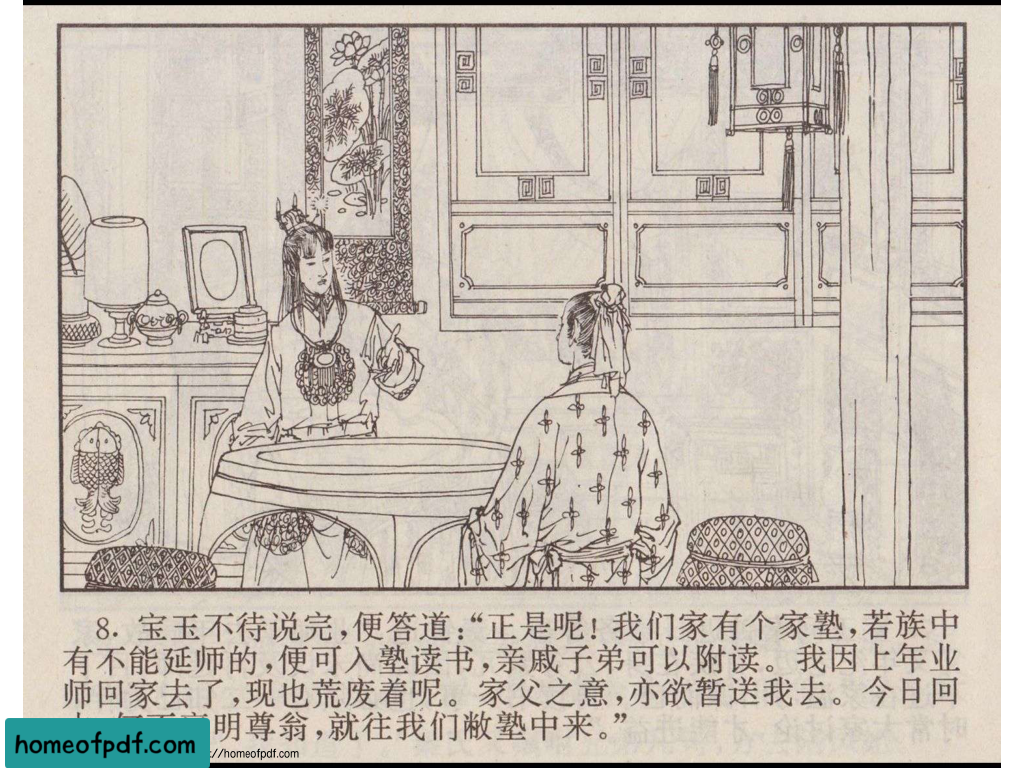 8. 宝玉不待说完,便答道:“正是呢! 我们家有个家塾,若族中
有不能延师的,便可入塾读书,亲戚子弟可以附读。我因上年业
师回家去了,现也荒废着呢。家父之意,亦欲暂送我去。今日回
明尊翁,就往我们敝塾中来。”
homeofpdf.com
//homeofpdf.com